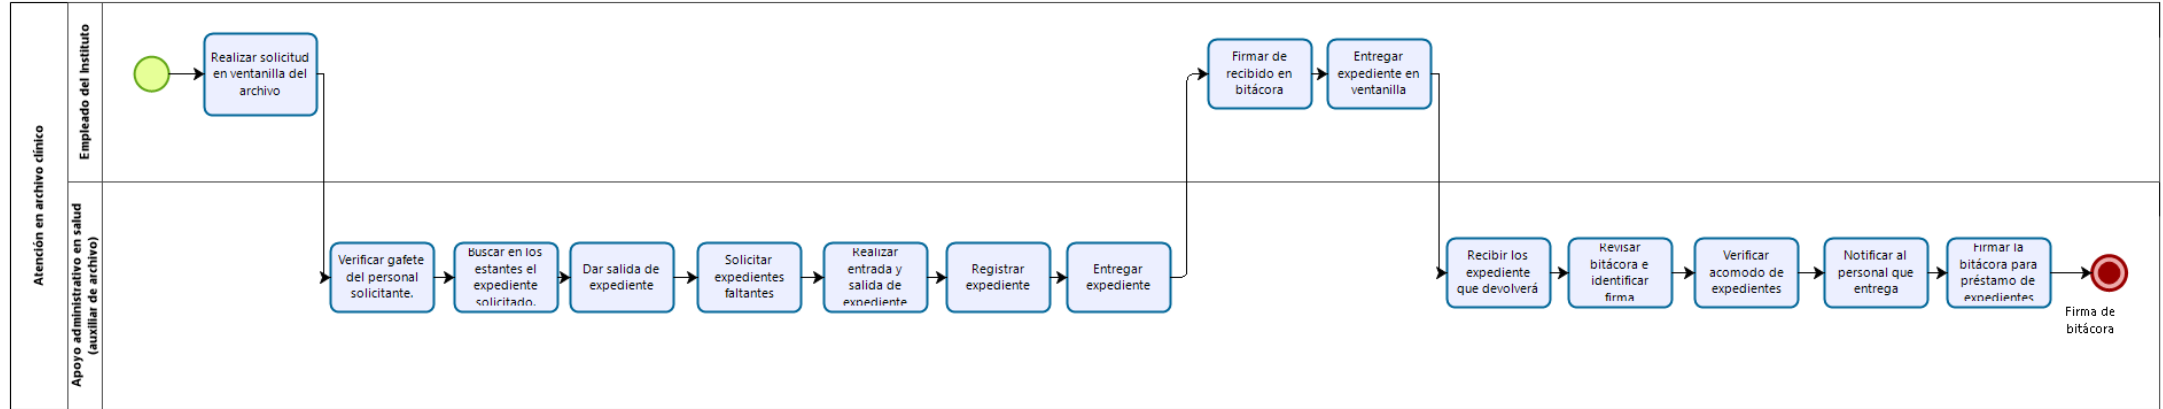 Atención en archivo clínico
Empleado del Instituto
Realizar solicitud
en ventanilla del
archivo
Firmar de
recibido en
bitácora
Entregar
expediente en
ventanilla
Apoyo administrativo en salud
(auxiliar de archivo)
Verificar gafete
del personal
solicitante.
Buscar en los
estantes el
expediente
solicitado.
Dar salida de
expediente
Solicitar
expedientes
faltantes
Realizar
entrada y
salida de
expediente
Registrar
expediente
Entregar
expediente
Recibir los
expediente
que devolverá
Revisar
bitácora e
identificar
firma
Verificar
acomodo de
expedientes
Notificar al
personal que
entrega
Firmar la
bitácora para
préstamo de
expedientes
Firma de
bitácora